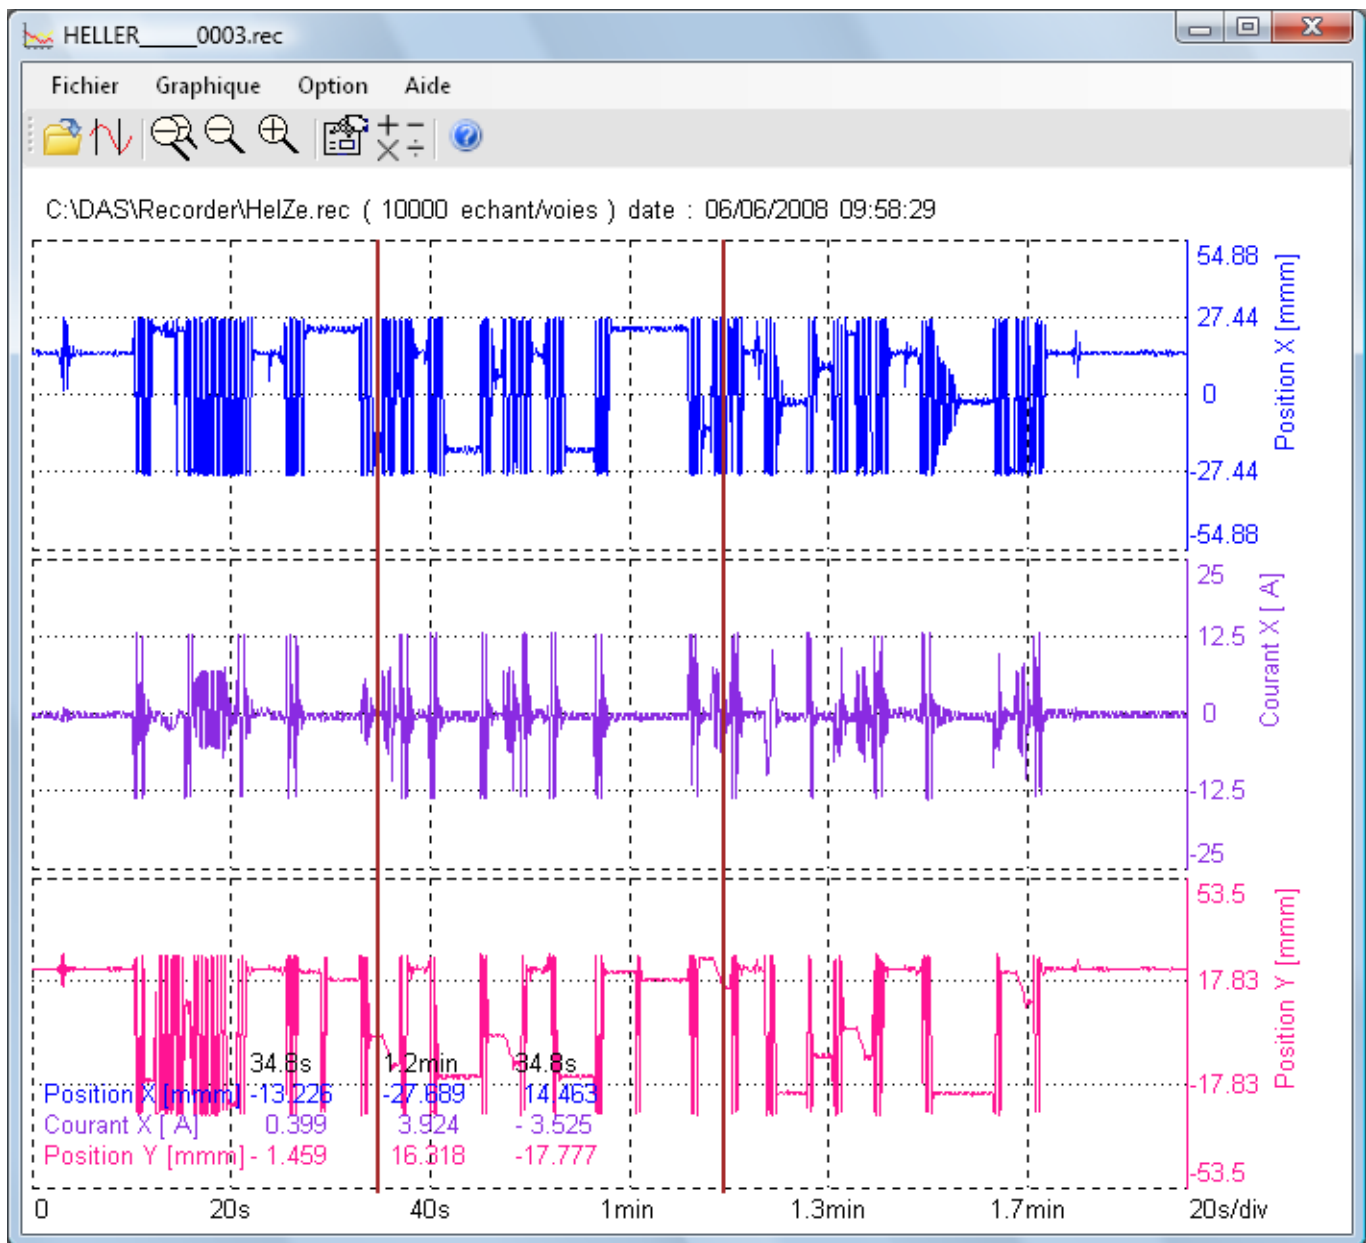 HELLER_____0003.rec
Fichier Graphique Option Aide
C:\DAS\Recorder\HelZe.rec ( 10000 echant/voies ) date : 06/06/2008 09:58:29
54.88
27.44
0
-27.44
-54.88
Position X [mmm]
25
12.5
0
-12.5
-25
Courant X [ A]
53.5
17.83
-17.83
-53.5
Position Y [mmm]
34.8s 1.2min 34.8s
Position X [mmm] -13.226 -27.689 14.463
Courant X [ A] 0.399 3.924 - 3.525
Position Y [mmm] - 1.459 16.318 -17.777
0 20s 40s 1min 1.3min 1.7min 20s/div